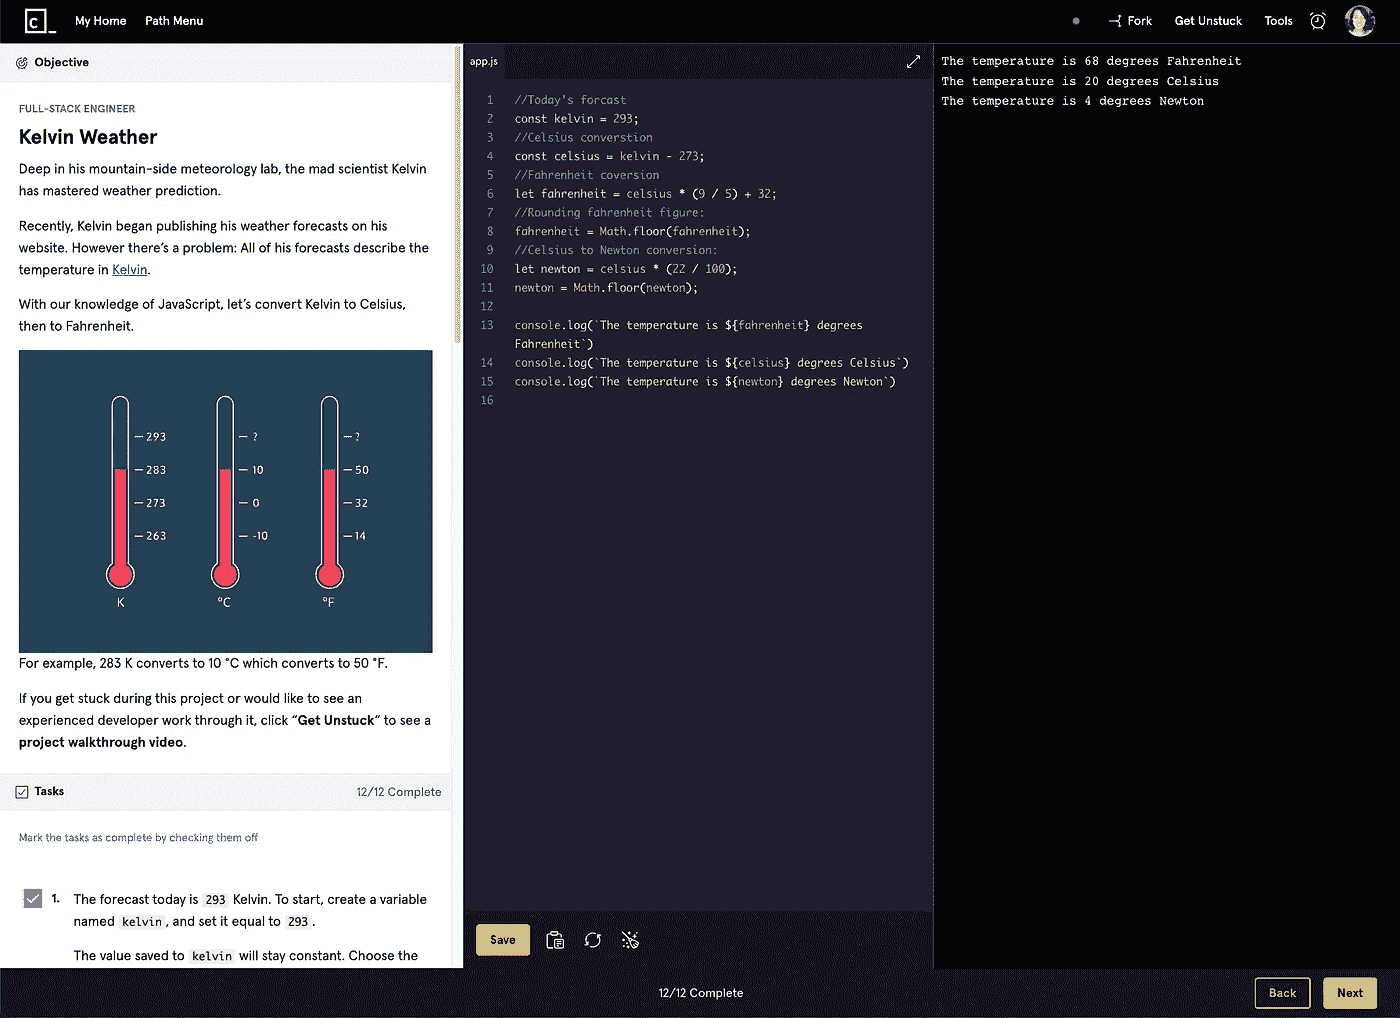 c_
My Home
Path Menu
Fork
Get Unstuck
Tools
Objective
FULL-STACK ENGINEER
Kelvin Weather
Deep in his mountain-side meteorology lab, the mad scientist Kelvin
has mastered weather prediction.
Recently, Kelvin began publishing his weather forecasts on his
website. However there's a problem: All of his forecasts describe the
temperature in Kelvin.
With our knowledge of JavaScript, let's convert Kelvin to Celsius,
then to Fahrenheit.
293
283
273
263
K
?
10
0
-10
°C
?
50
32
14
°F
For example, 283 K converts to 10 °C which converts to 50 °F.
If you get stuck during this project or would like to see an
experienced developer work through it, click “Get Unstuck“ to see a
project walkthrough video.
Tasks
12/12 Complete
Mark the tasks as complete by checking them off
1. The forecast today is 293 Kelvin. To start, create a variable
named kelvin, and set it equal to 293.
The value saved to kelvin will stay constant. Choose the
app.js
1 //Today's forcast
2 const kelvin = 293;
3 //Celsius converstion
4 const celsius = kelvin - 273;
5 //Fahrenheit coversion
6 let fahrenheit = celsius * (9 / 5) + 32;
7 //Rounding fahrenheit figure:
8 fahrenheit = Math.floor(fahrenheit);
9 //Celsius to Newton conversion:
10 let newton = celsius * (22 / 100);
11 newton = Math.floor(newton);
12
13 console.log(`The temperature is ${fahrenheit} degrees
Fahrenheit`)
14 console.log(`The temperature is ${celsius} degrees Celsius`)
15 console.log(`The temperature is ${newton} degrees Newton`)
16
Save
The temperature is 68 degrees Fahrenheit
The temperature is 20 degrees Celsius
The temperature is 4 degrees Newton
12/12 Complete
Back
Next